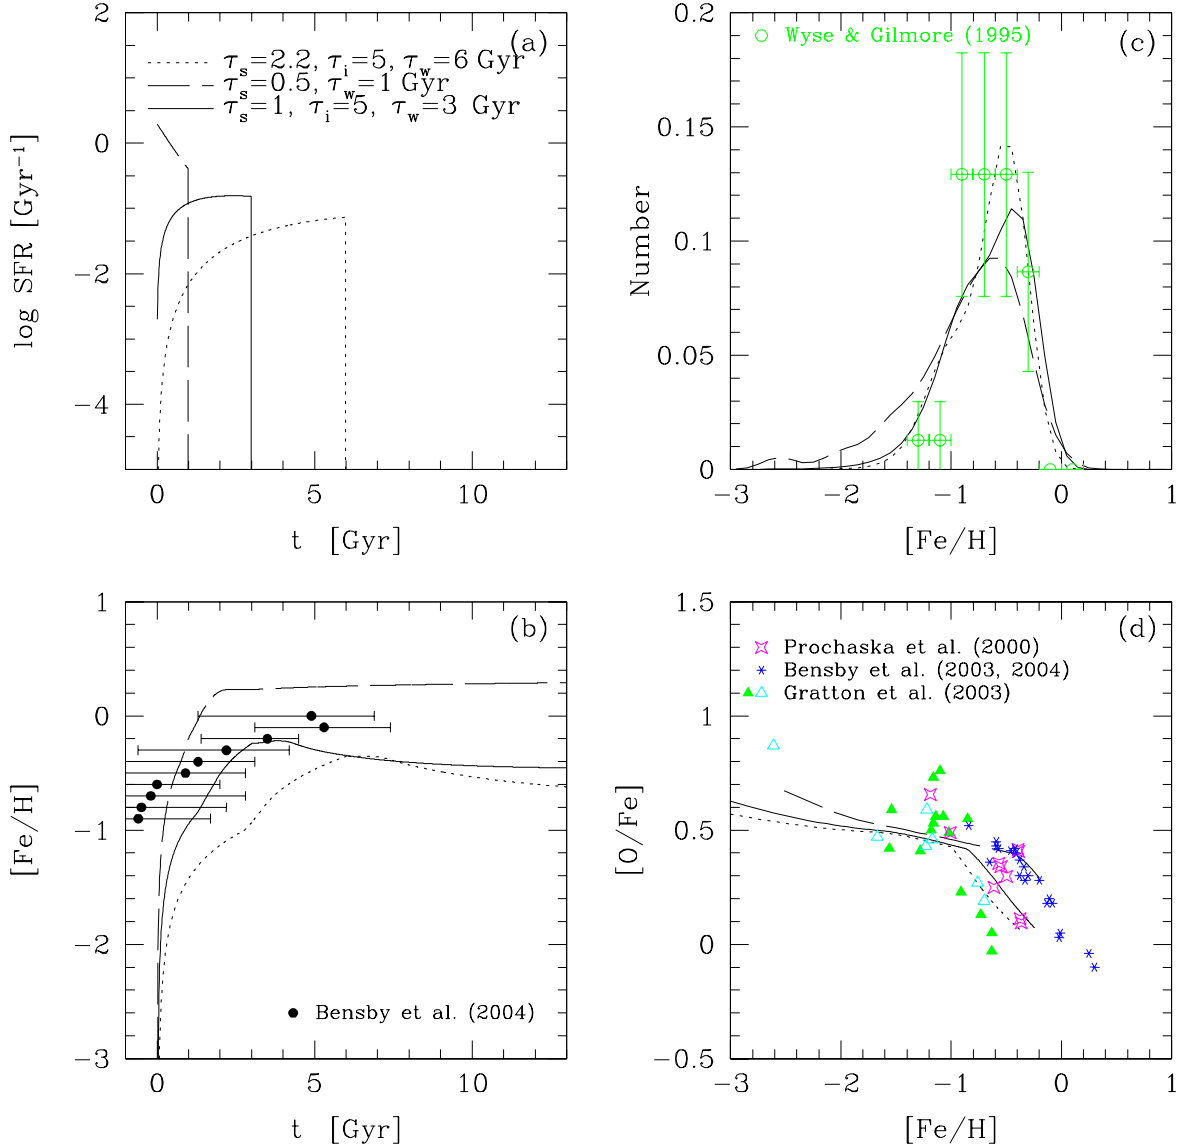 (a)
τs=2.2, τi=5, τw=6 Gyr
τs=0.5, τw=1 Gyr
τs=1, τi=5, τw=3 Gyr
log SFR [Gyr⁻¹]
0
−2
−4
0 5 10
t [Gyr]
(c)
Wyse & Gilmore (1995)
Number
0.2
0.15
0.1
0.05
0
−3 −2 −1 0 1
[Fe/H]
(b)
[Fe/H]
1
0
−1
−2
−3
Bensby et al. (2004)
0 5 10
t [Gyr]
(d)
Prochaska et al. (2000)
Bensby et al. (2003, 2004)
Gratton et al. (2003)
[O/Fe]
1.5
1
0.5
0
−0.5
−3 −2 −1 0 1
[Fe/H]